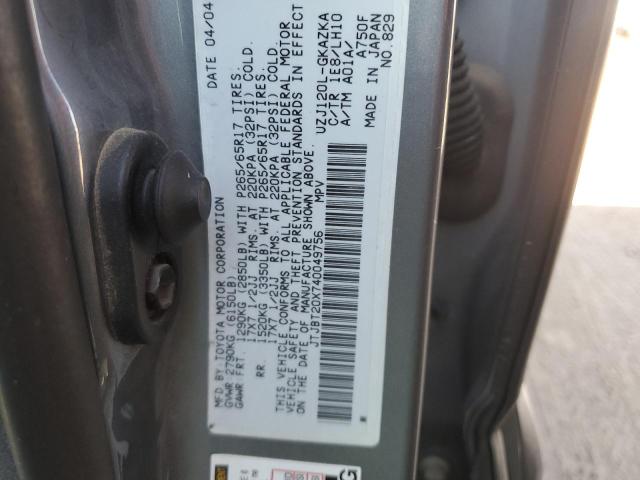 MFD BY TOYOTA MOTOR CORPORATION DATE 04/04
GVWR 2790KG (6150LB)
GAWR FRT. 1290KG (2850LB) WITH P265/65R17 TIRES.
17X7 1/2JJ RIMS. AT 220KPA (32PSI) COLD.
RR. 1520KG (3350LB) WITH P265/65R17 TIRES.
17X7 1/2JJ RIMS. AT 220KPA (32PSI) COLD.
THIS VEHICLE CONFORMS TO ALL APPLICABLE FEDERAL MOTOR
VEHICLE SAFETY AND THEFT PREVENTION STANDARDS IN EFFECT
ON THE DATE OF MANUFACTURE SHOWN ABOVE.
JTJBT20X740049756 MPV
UZJ120L-GKAZKA
C/TR 1E8/LH10
A/TM A01A/
A750F
MADE IN JAPAN
NO.829